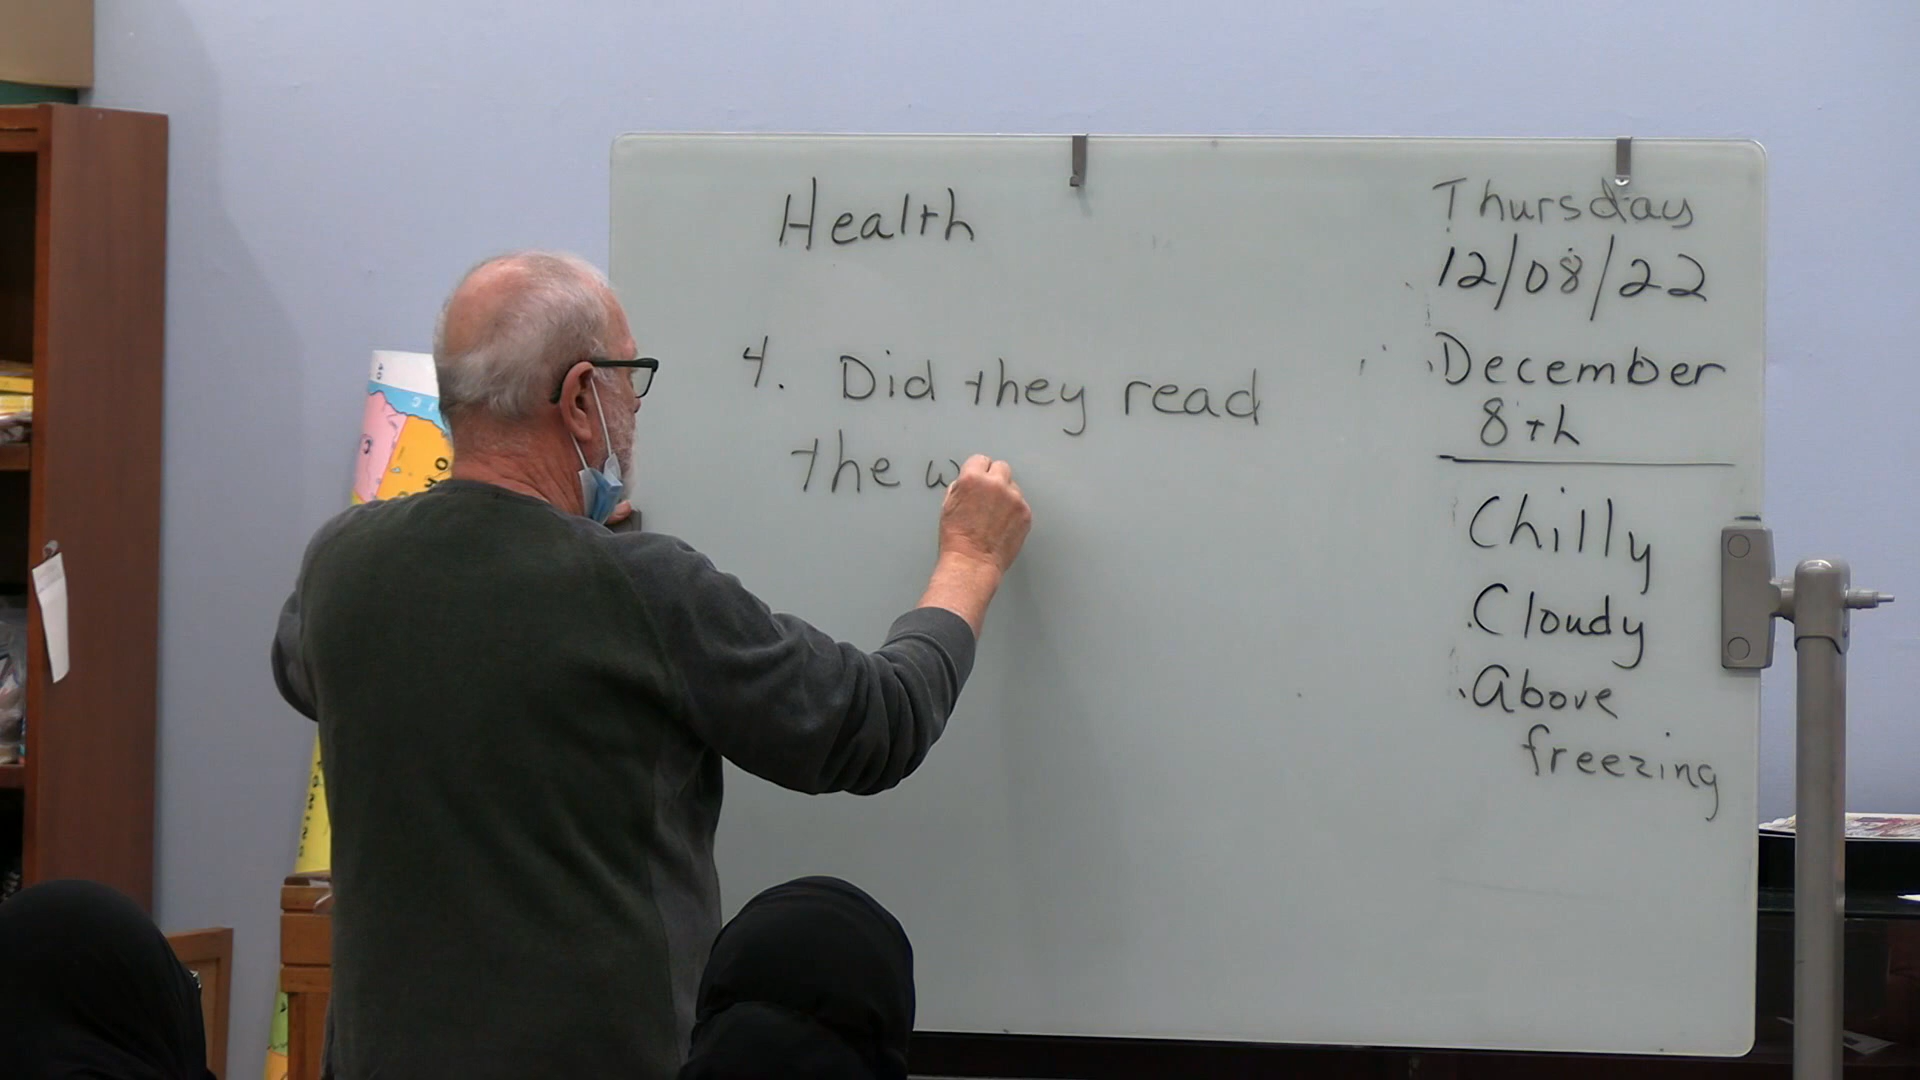 Health
4. Did they read
the w
Thursday
12/08/22
December
8th
Chilly
Cloudy
Above
freezing